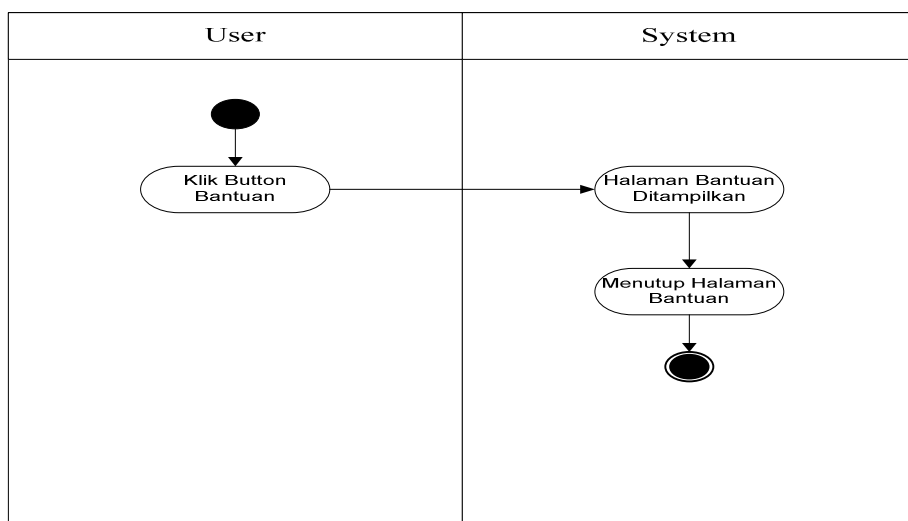 User
System
Klik Button
Bantuan
Halaman Bantuan
Ditampilkan
Menutup Halaman
Bantuan